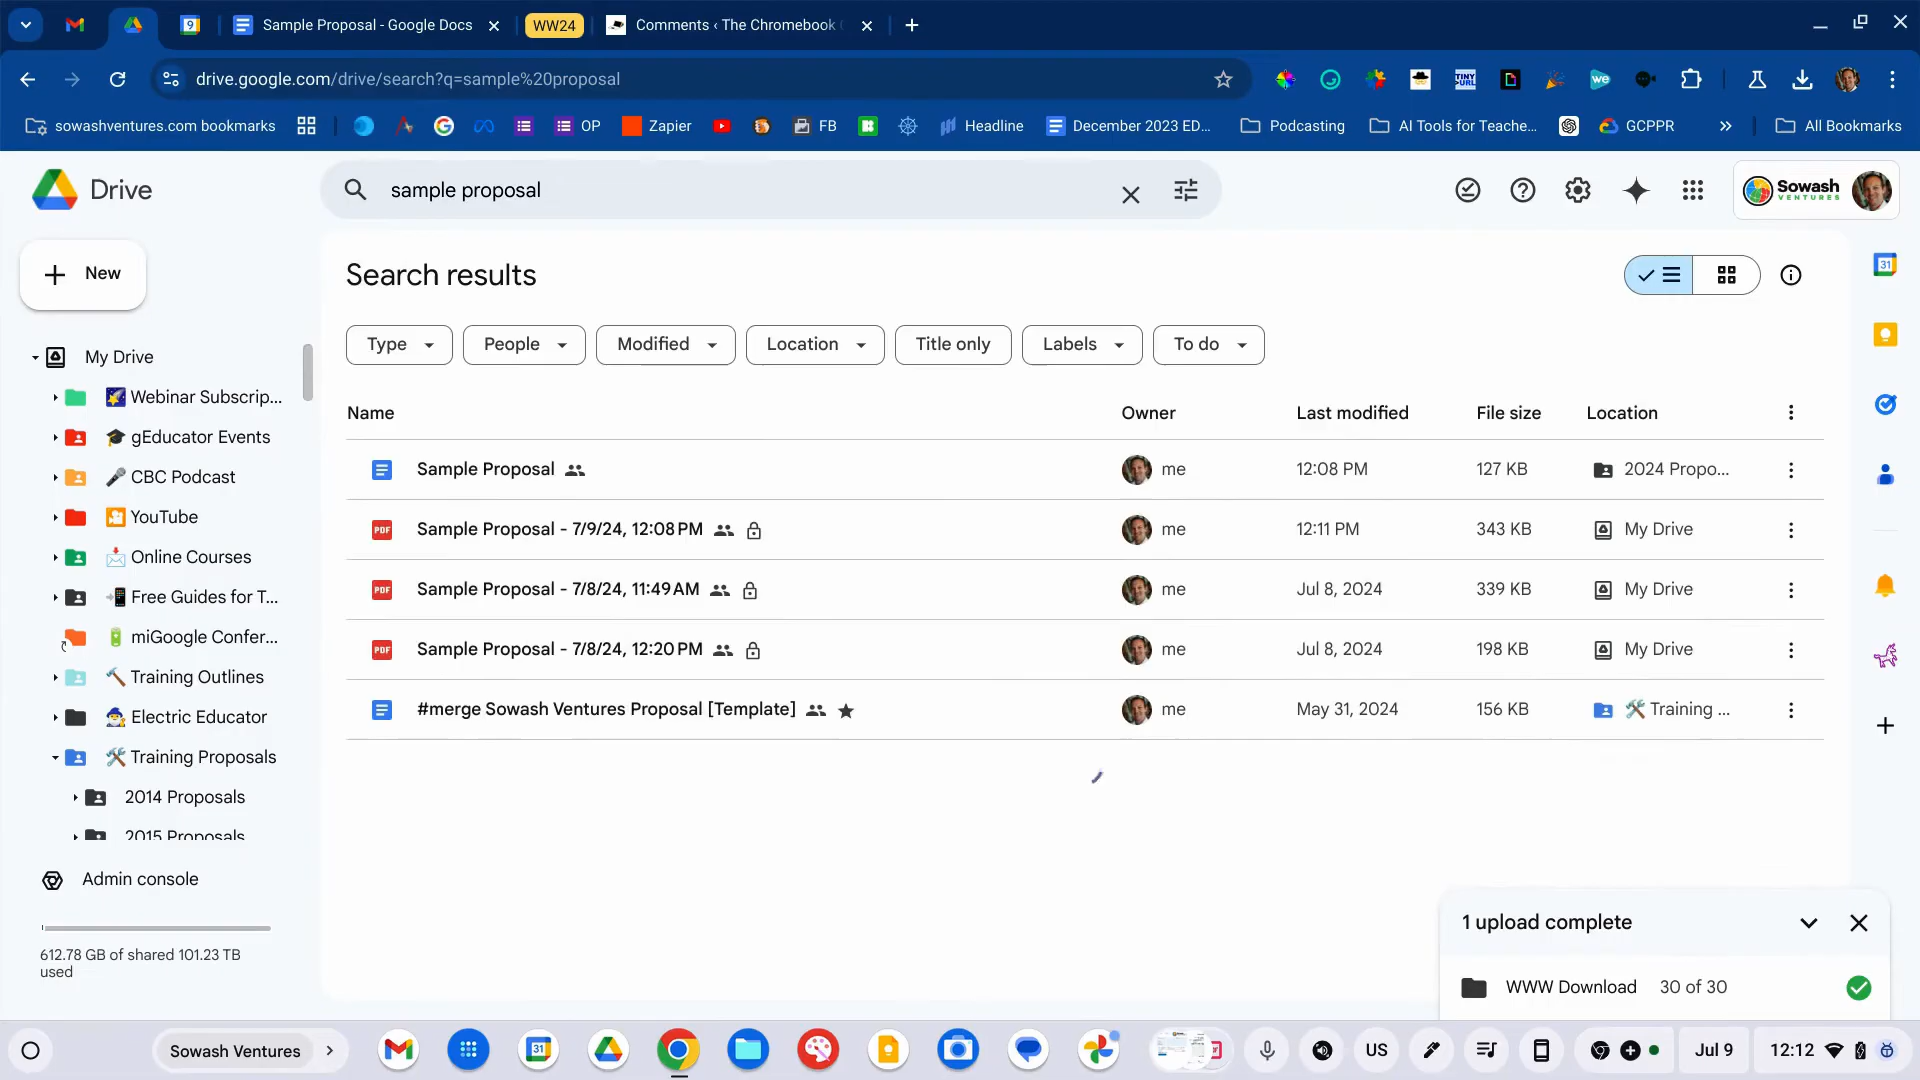 Sample Proposal - Google Docs
WW24
Comments ‹ The Chromebook
drive.google.com/drive/search?q=sample%20proposal
TINY
URL
we
sowashventures.com bookmarks
OP
Zapier
FB
Headline
December 2023 ED...
Podcasting
AI Tools for Teache...
GCPPR
All Bookmarks
Drive
sample proposal
Sowash
VENTURES
New
Search results
Type
People
Modified
Location
Title only
Labels
To do
My Drive
Webinar Subscrip...
gEducator Events
CBC Podcast
YouTube
Online Courses
Free Guides for T...
miGoogle Confer...
Training Outlines
Electric Educator
Training Proposals
2014 Proposals
2015 Proposals
Admin console
612.78 GB of shared 101.23 TB
used
Name Owner Last modified File size Location
Sample Proposal me 12:08 PM 127 KB 2024 Propo...
PDF Sample Proposal - 7/9/24, 12:08 PM me 12:11 PM 343 KB My Drive
PDF Sample Proposal - 7/8/24, 11:49 AM me Jul 8, 2024 339 KB My Drive
PDF Sample Proposal - 7/8/24, 12:20 PM me Jul 8, 2024 198 KB My Drive
#merge Sowash Ventures Proposal [Template] me May 31, 2024 156 KB Training ...
31
1 upload complete
WWW Download 30 of 30
Sowash Ventures
31
US
Jul 9
12:12